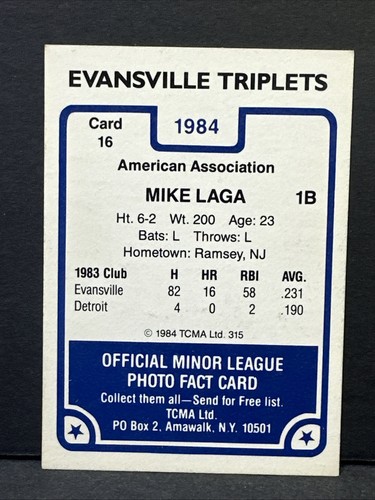 EVANSVILLE TRIPLETS
Card 16
1984
American Association
MIKE LAGA 1B
Ht. 6-2 Wt. 200 Age: 23
Bats: L Throws: L
Hometown: Ramsey, NJ
1983 Club H HR RBI AVG.
Evansville 82 16 58 .231
Detroit 4 0 2 .190
© 1984 TCMA Ltd. 315
OFFICIAL MINOR LEAGUE
PHOTO FACT CARD
Collect them all—Send for Free list.
TCMA Ltd.
PO Box 2, Amawalk, N.Y. 10501